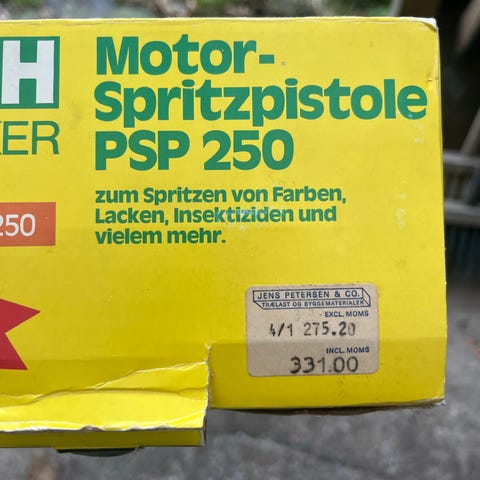 H
KER
250
Motor-
Spritzpistole
PSP 250
zum Spritzen von Farben,
Lacken, Insektiziden und
vielem mehr.
JENS PETERSEN & CO.
TRÆLAST OG BYGGEMATERIALER
EXCL. MOMS
4/1 275.20
INCL. MOMS
331.00